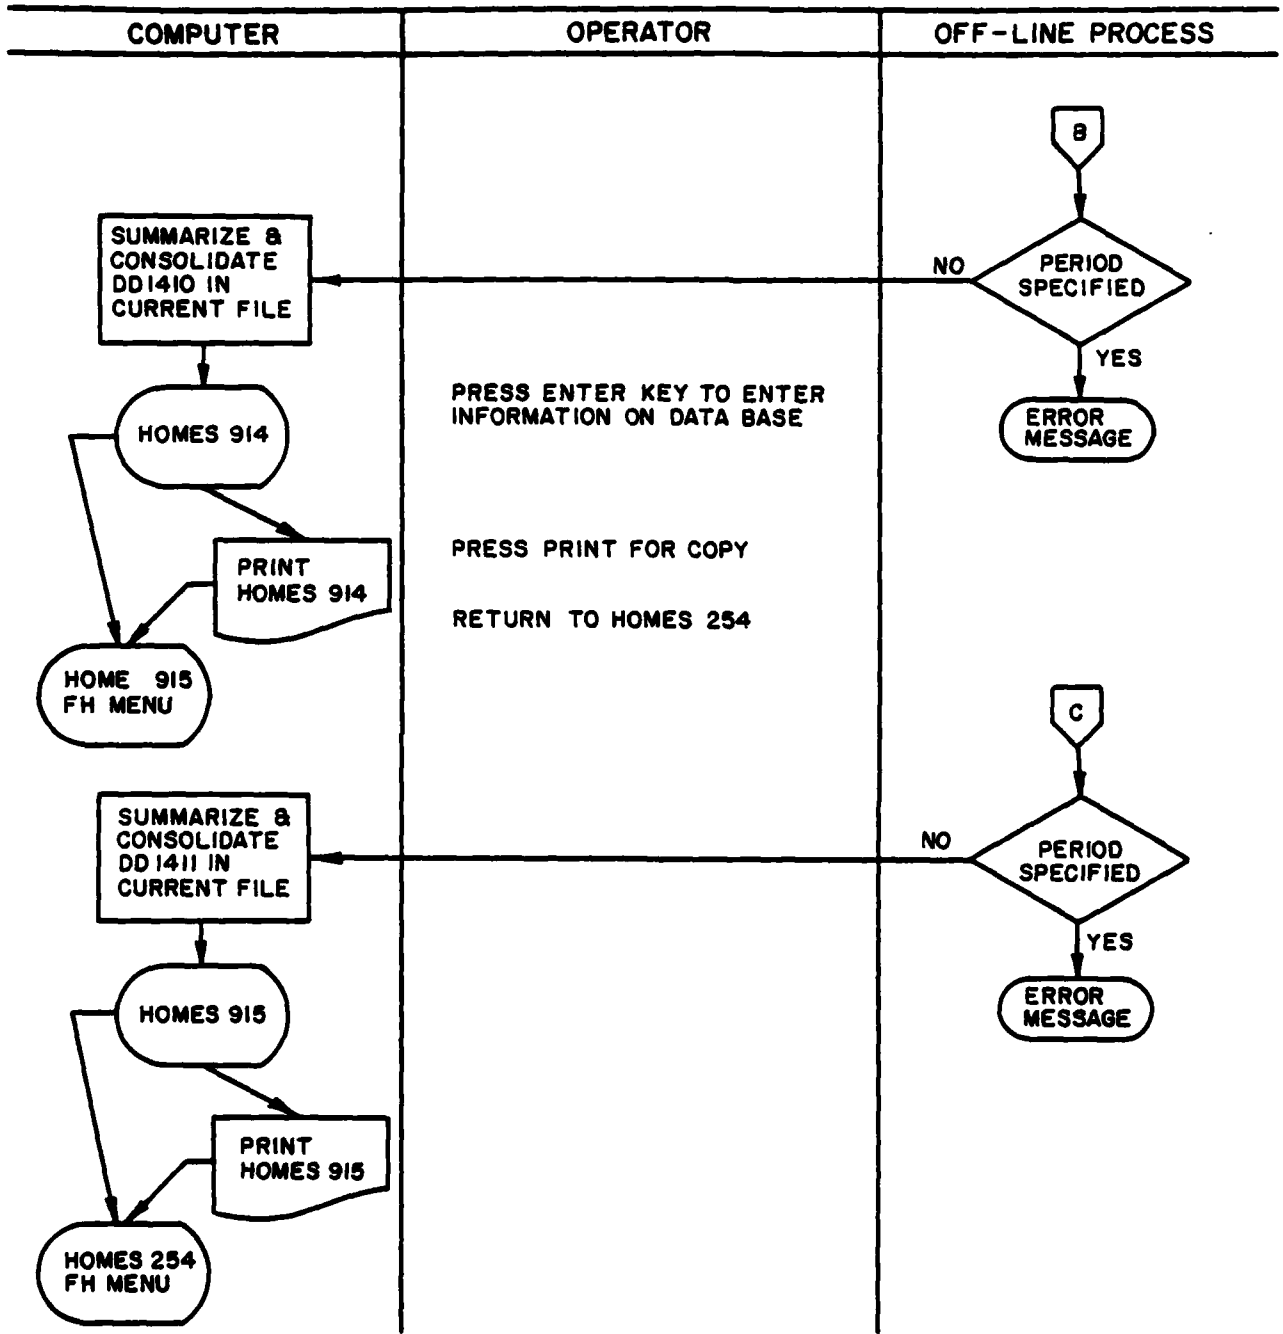 COMPUTER
OPERATOR
OFF-LINE PROCESS
B
SUMMARIZE &
CONSOLIDATE
DD1410 IN
CURRENT FILE
NO
PERIOD
SPECIFIED
YES
ERROR
MESSAGE
HOMES 914
PRESS ENTER KEY TO ENTER
INFORMATION ON DATA BASE
PRINT
HOMES 914
PRESS PRINT FOR COPY
RETURN TO HOMES 254
HOME 915
FH MENU
C
SUMMARIZE &
CONSOLIDATE
DD1411 IN
CURRENT FILE
NO
PERIOD
SPECIFIED
YES
ERROR
MESSAGE
HOMES 915
PRINT
HOMES 915
HOMES 254
FH MENU